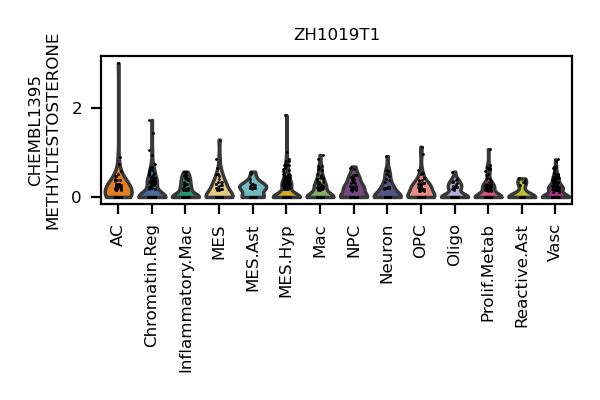 ZH1019T1
CHEMBL1395
METHYLTESTOSTERONE
2
0
AC
Chromatin.Reg
Inflammatory.Mac
MES
MES.Ast
MES.Hyp
Mac
NPC
Neuron
OPC
Oligo
Prolif.Metab
Reactive.Ast
Vasc